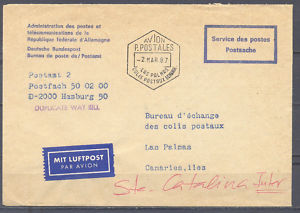 Administration des postes et
télécommunications de la
République fédérale d'Allemagne
Deutsche Bundespost
Bureau de poste / Postamt
Postamt 2
Postfach 50 02 00
D-2000 Hamburg 50
DUPLICATE WAY BILL
AVION
P. POSTALES
-2 MAR. 87
LAS PALMAS
Service des postes
Postsache
MIT LUFTPOST
PAR AVION
Bureau d'échange
des colis postaux
Las Palmas
Canaries, Iles
Sta. Catalina Inter